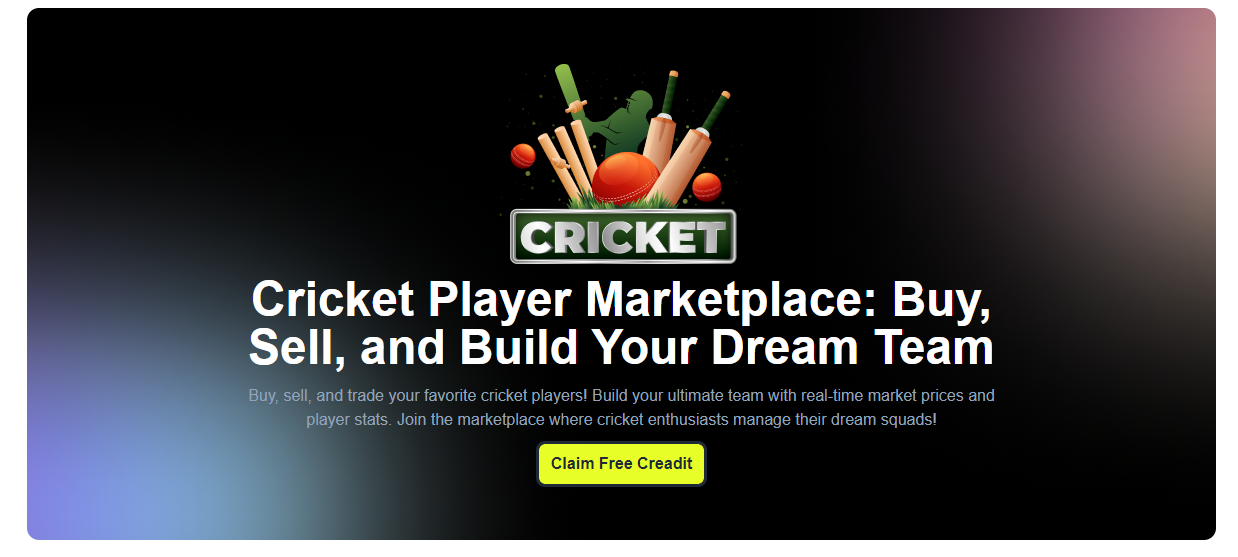 CRICKET
Cricket Player Marketplace: Buy,
Sell, and Build Your Dream Team
Buy, sell, and trade your favorite cricket players! Build your ultimate team with real-time market prices and
player stats. Join the marketplace where cricket enthusiasts manage their dream squads!
Claim Free Creadit